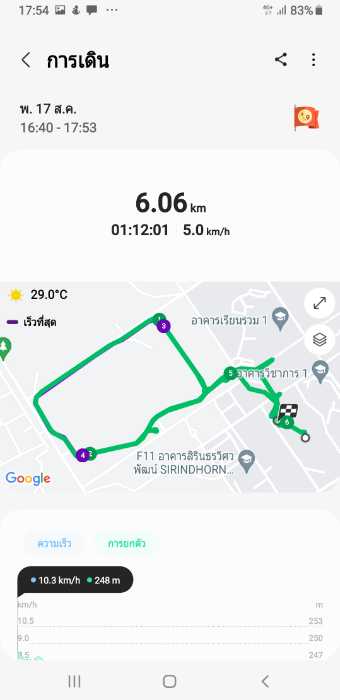 17:54 83%
การเดิน
พ. 17 ส.ค.
16:40 - 17:53
6.06 km
01:12:01 5.0 km/h
29.0°C
เร็วที่สุด
3
อาคารเรียนรวม 1
5
อาคารวิชาการ 1
6
4 2
F11 อาคารสิรินธรวิศว
พัฒน์ SIRINDHORN...
Google
ความเร็ว การยกตัว
10.3 km/h 248 m
km/h m
10.5 253
9.0 250
8.5 247